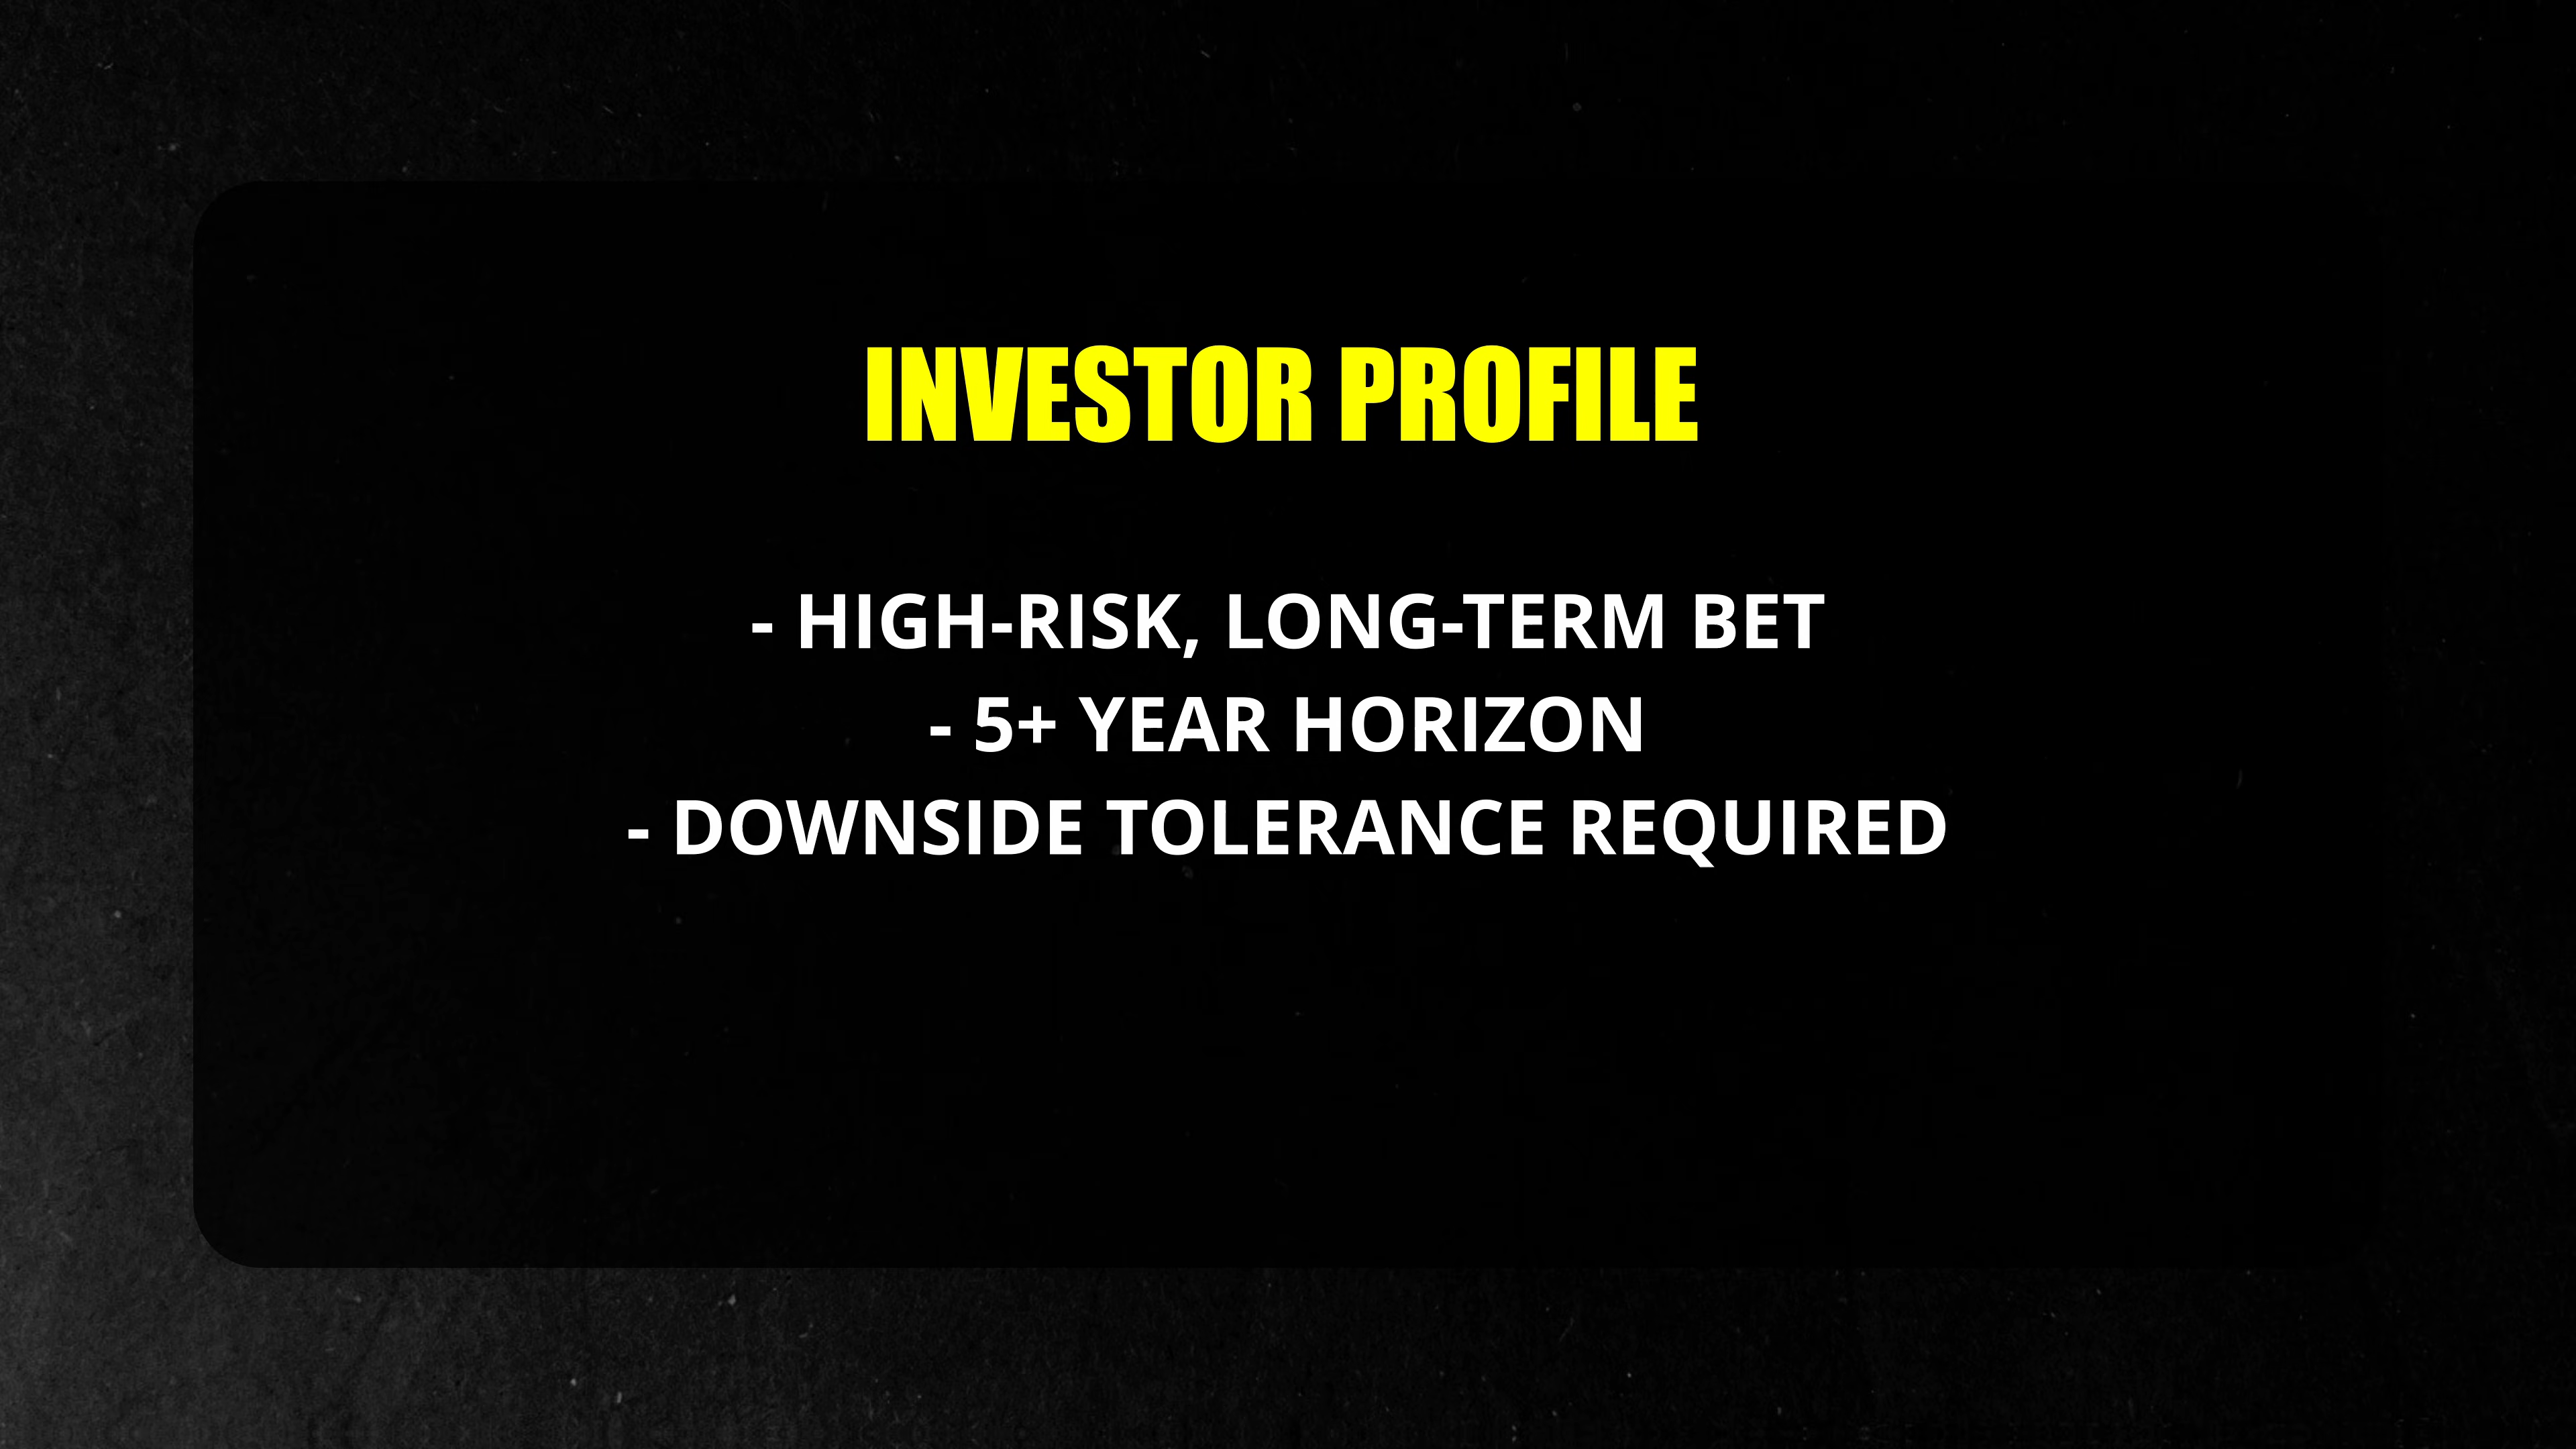 INVESTOR PROFILE
- HIGH-RISK, LONG-TERM BET
- 5+ YEAR HORIZON
- DOWNSIDE TOLERANCE REQUIRED